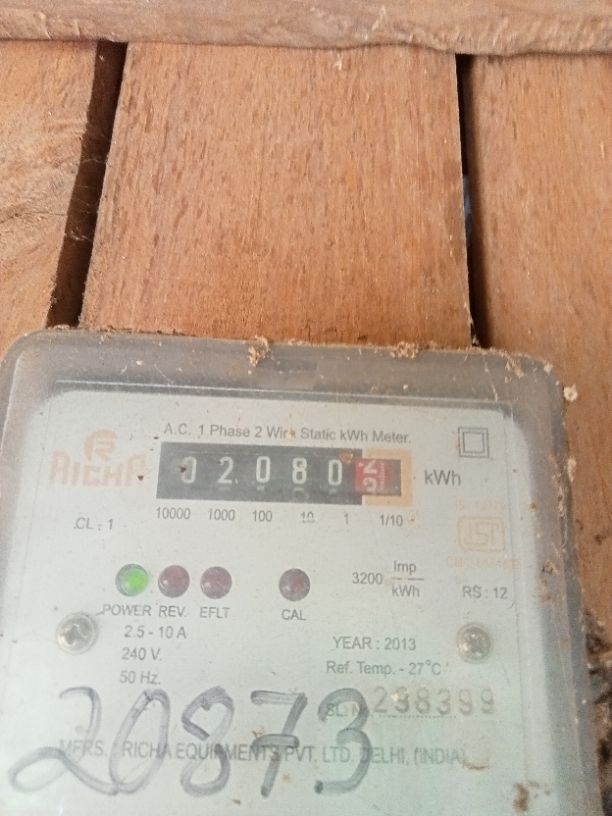 A.C. 1 Phase 2 Wire Static kWh Meter.
R
RICHA
02080 kWh
10000 1000 100 10 1 1/10
CL : 1
ISI
3200 Imp/kWh
RS : 12
POWER REV. EFLT CAL
2.5 - 10 A
240 V.
50 Hz.
YEAR : 2013
Ref. Temp. - 27°C
SL. N 298399
20873
MFRS. : RICHA EQUIPMENTS PVT. LTD. DELHI, (INDIA)